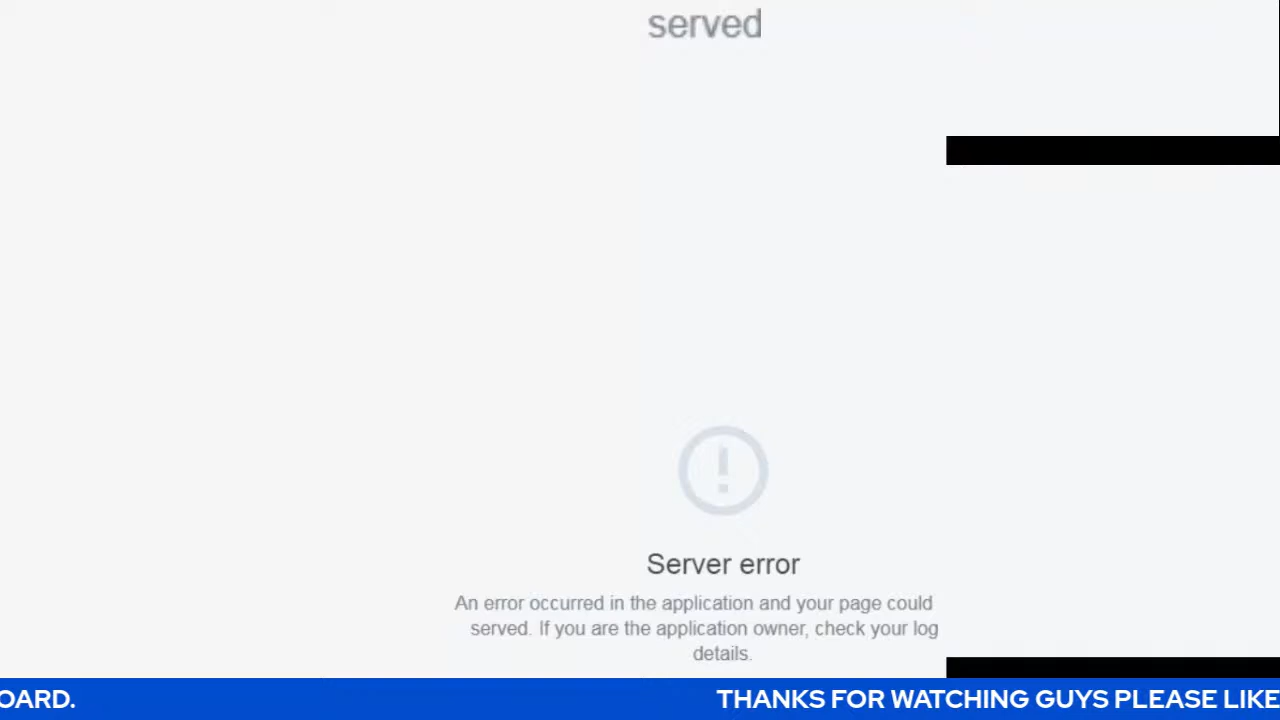 served
Server error
An error occurred in the application and your page could
served. If you are the application owner, check your log
details.
OARD. THANKS FOR WATCHING GUYS PLEASE LIKE